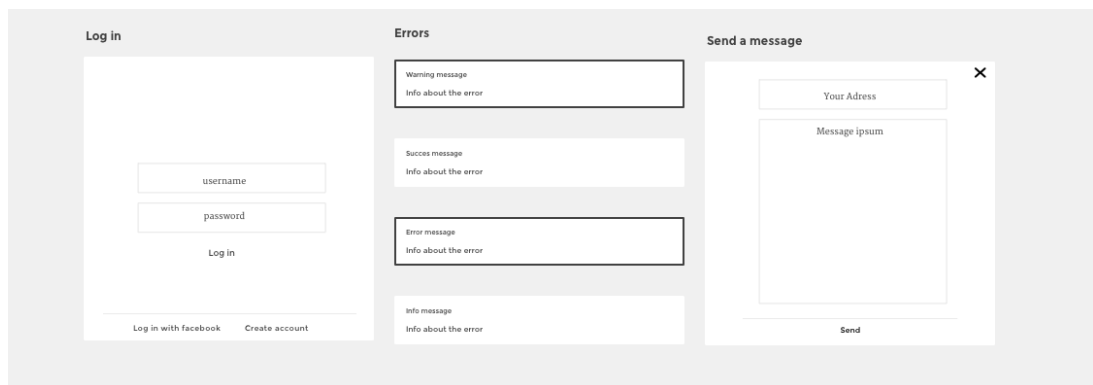 Log in
username
password
Log in
Log in with facebook Create account
Errors
Warning message
Info about the error
Succes message
Info about the error
Error message
Info about the error
Info message
Info about the error
Send a message
Your Adress
Message ipsum
Send